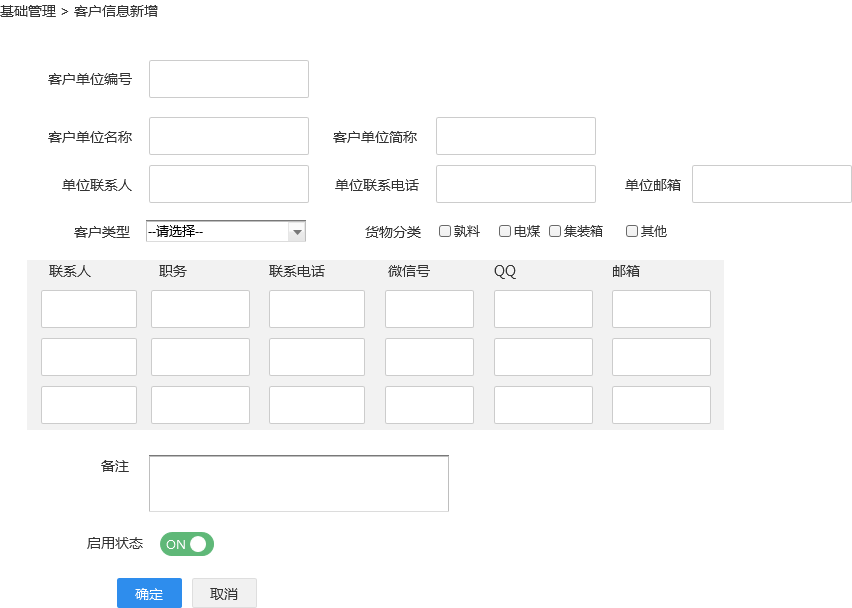 基础管理 > 客户信息新增
客户单位编号
客户单位名称 客户单位简称
单位联系人 单位联系电话 单位邮箱
客户类型 --请选择-- 货物分类 孰料 电煤 集装箱 其他
联系人 职务 联系电话 微信号 QQ 邮箱
备注
启用状态 ON
确定 取消